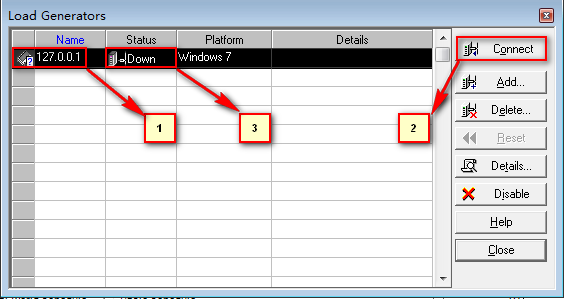 Load Generators
Name Status Platform Details
127.0.0.1 Down Windows 7
Connect
Add...
Delete...
Reset
Details...
Disable
Help
Close
1 3 2